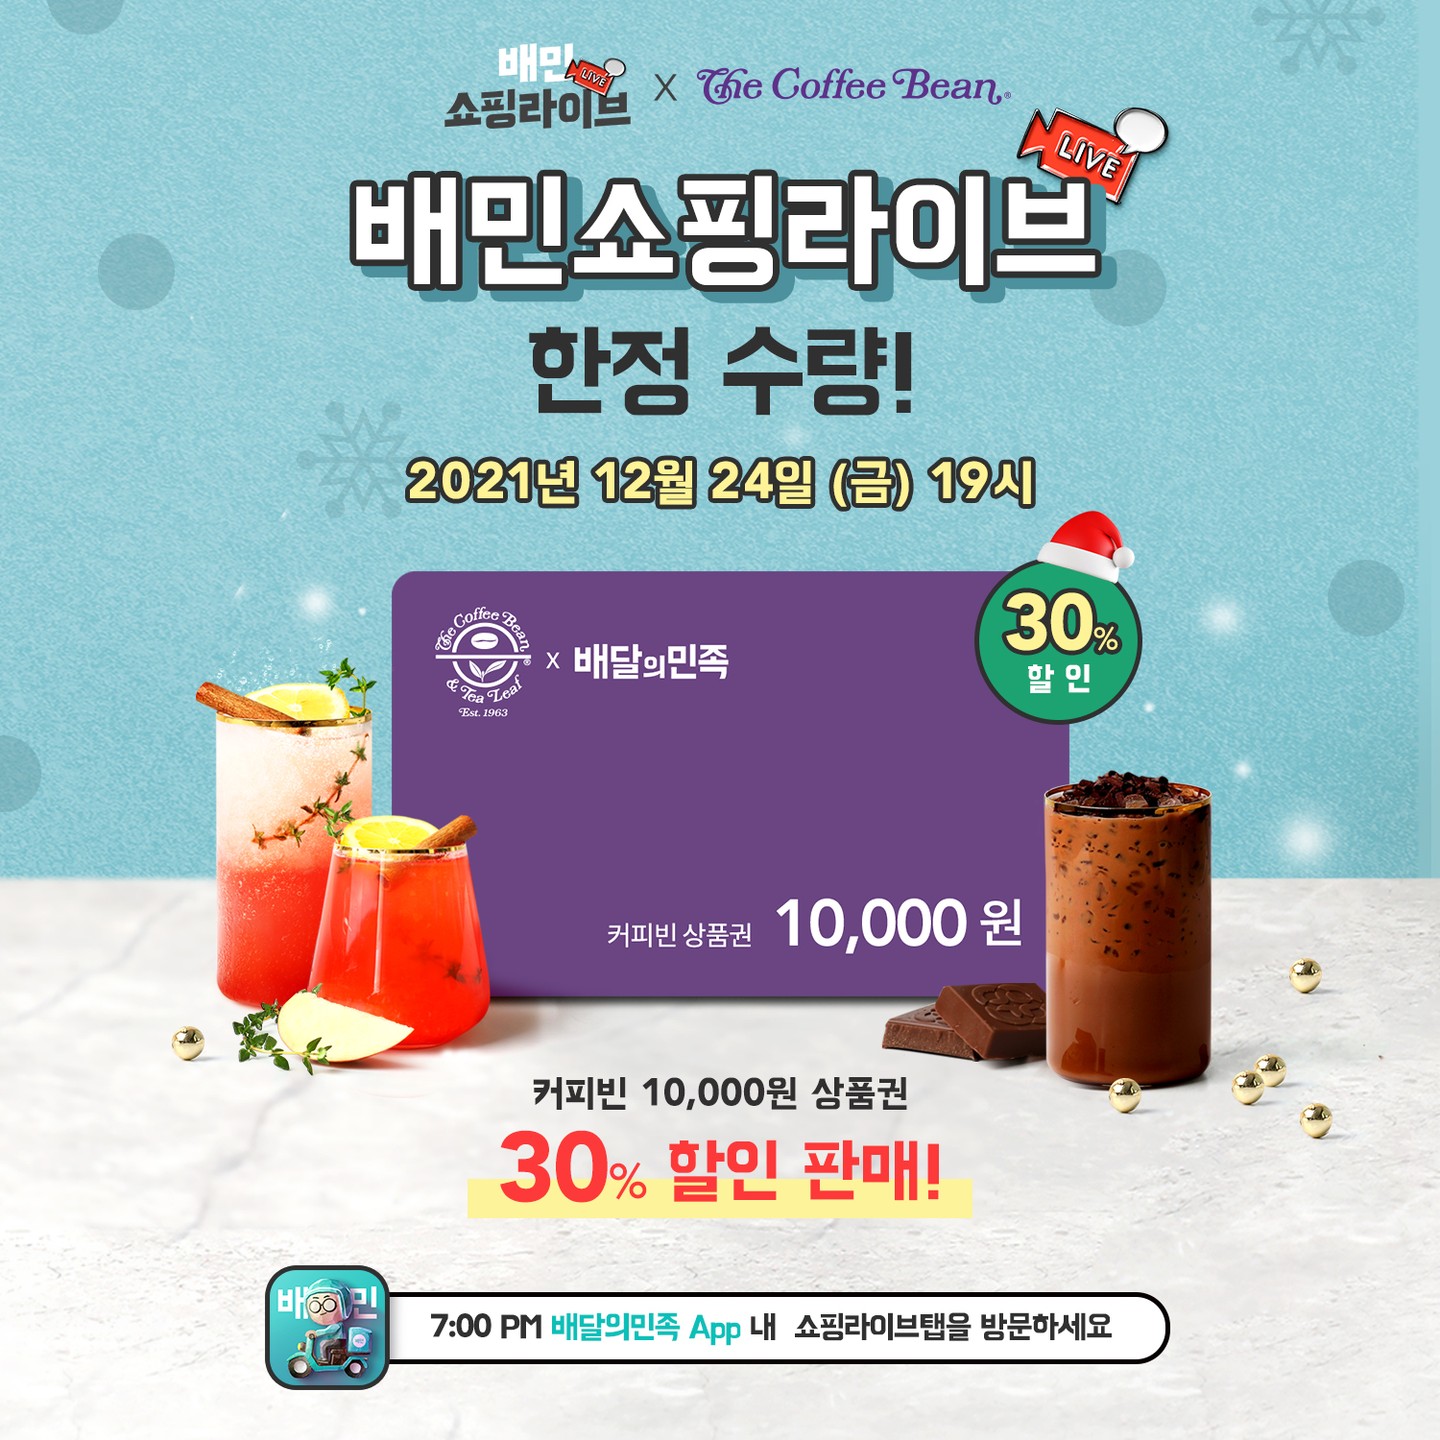 배민
LIVE
쇼핑라이브
X
The Coffee Bean®
LIVE
배민쇼핑라이브
한정 수량!
2021년 12월 24일 (금) 19시
30%
할인
The Coffee Bean
& Tea Leaf®
Est. 1963
X
배달의민족
커피빈 상품권 10,000 원
커피빈 10,000원 상품권
30% 할인 판매!
배민
7:00 PM 배달의민족 App 내 쇼핑라이브탭을 방문하세요